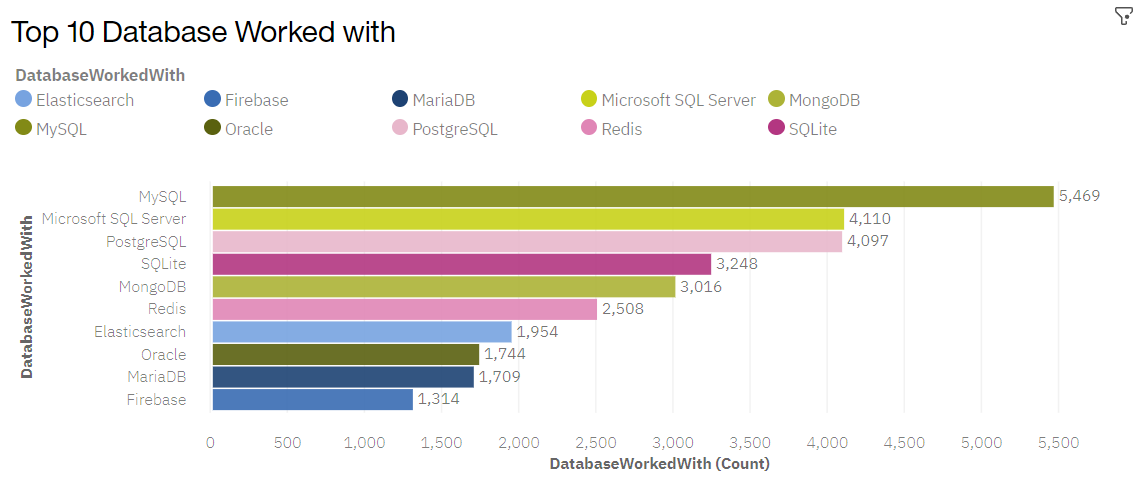 Top 10 Database Worked with
DatabaseWorkedWith
Elasticsearch Firebase MariaDB Microsoft SQL Server MongoDB
MySQL Oracle PostgreSQL Redis SQLite
DatabaseWorkedWith
MySQL 5,469
Microsoft SQL Server 4,110
PostgreSQL 4,097
SQLite 3,248
MongoDB 3,016
Redis 2,508
Elasticsearch 1,954
Oracle 1,744
MariaDB 1,709
Firebase 1,314
0 500 1,000 1,500 2,000 2,500 3,000 3,500 4,000 4,500 5,000 5,500
DatabaseWorkedWith (Count)